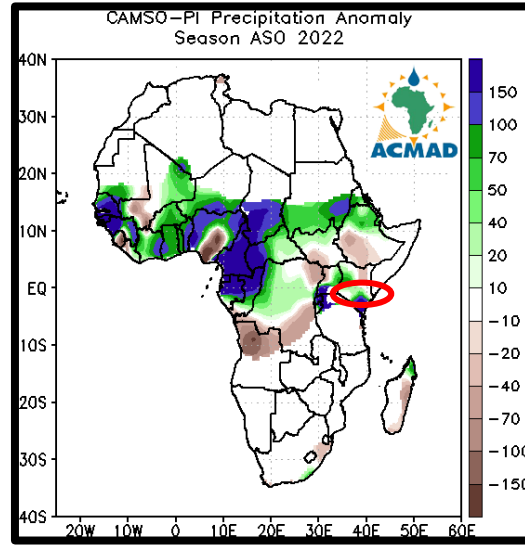 CAMSO-PI Precipitation Anomaly
Season ASO 2022
40N
30N
20N
10N
EQ
10S
20S
30S
40S
20W 10W 0 10E 20E 30E 40E 50E 60E
ACMAD
150
100
70
50
20
10
-10
-20
-40
-70
-100
-150